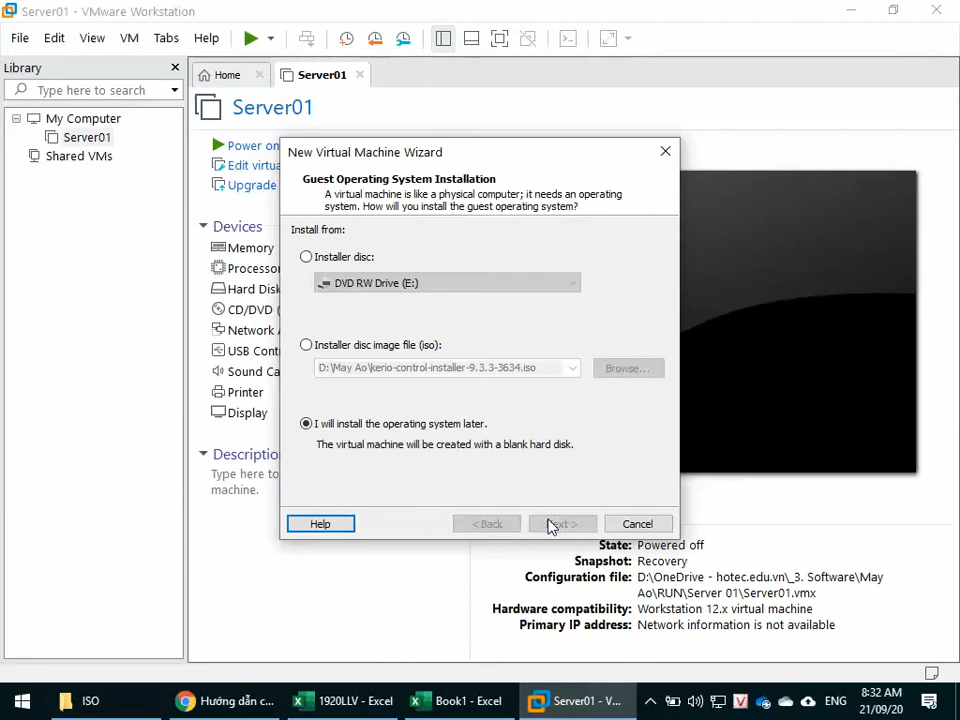 Server01 - VMware Workstation
File Edit View VM Tabs Help
Library
Type here to search
My Computer
Server01
Shared VMs
Home
Server01
Server01
Power on
Edit virtua
Upgrade
Devices
Memory
Processor
Hard Disk
CD/DVD (
Network A
USB Contr
Sound Ca
Printer
Display
Description
Type here to
machine.
New Virtual Machine Wizard
Guest Operating System Installation
A virtual machine is like a physical computer; it needs an operating
system. How will you install the guest operating system?
Install from:
Installer disc:
DVD RW Drive (E:)
Installer disc image file (iso):
D:\May Ao\kerio-control-installer-9.3.3-3634.iso
Browse...
I will install the operating system later.
The virtual machine will be created with a blank hard disk.
Help
< Back
Next >
Cancel
State: Powered off
Snapshot: Recovery
Configuration file: D:\OneDrive - hotec.edu.vn\_3. Software\May
Ao\RUN\Server 01\Server01.vmx
Hardware compatibility: Workstation 12.x virtual machine
Primary IP address: Network information is not available
ISO
Hướng dẫn c...
1920LLV - Excel
Book1 - Excel
Server01 - V...
V
ENG
8:32 AM
21/09/20